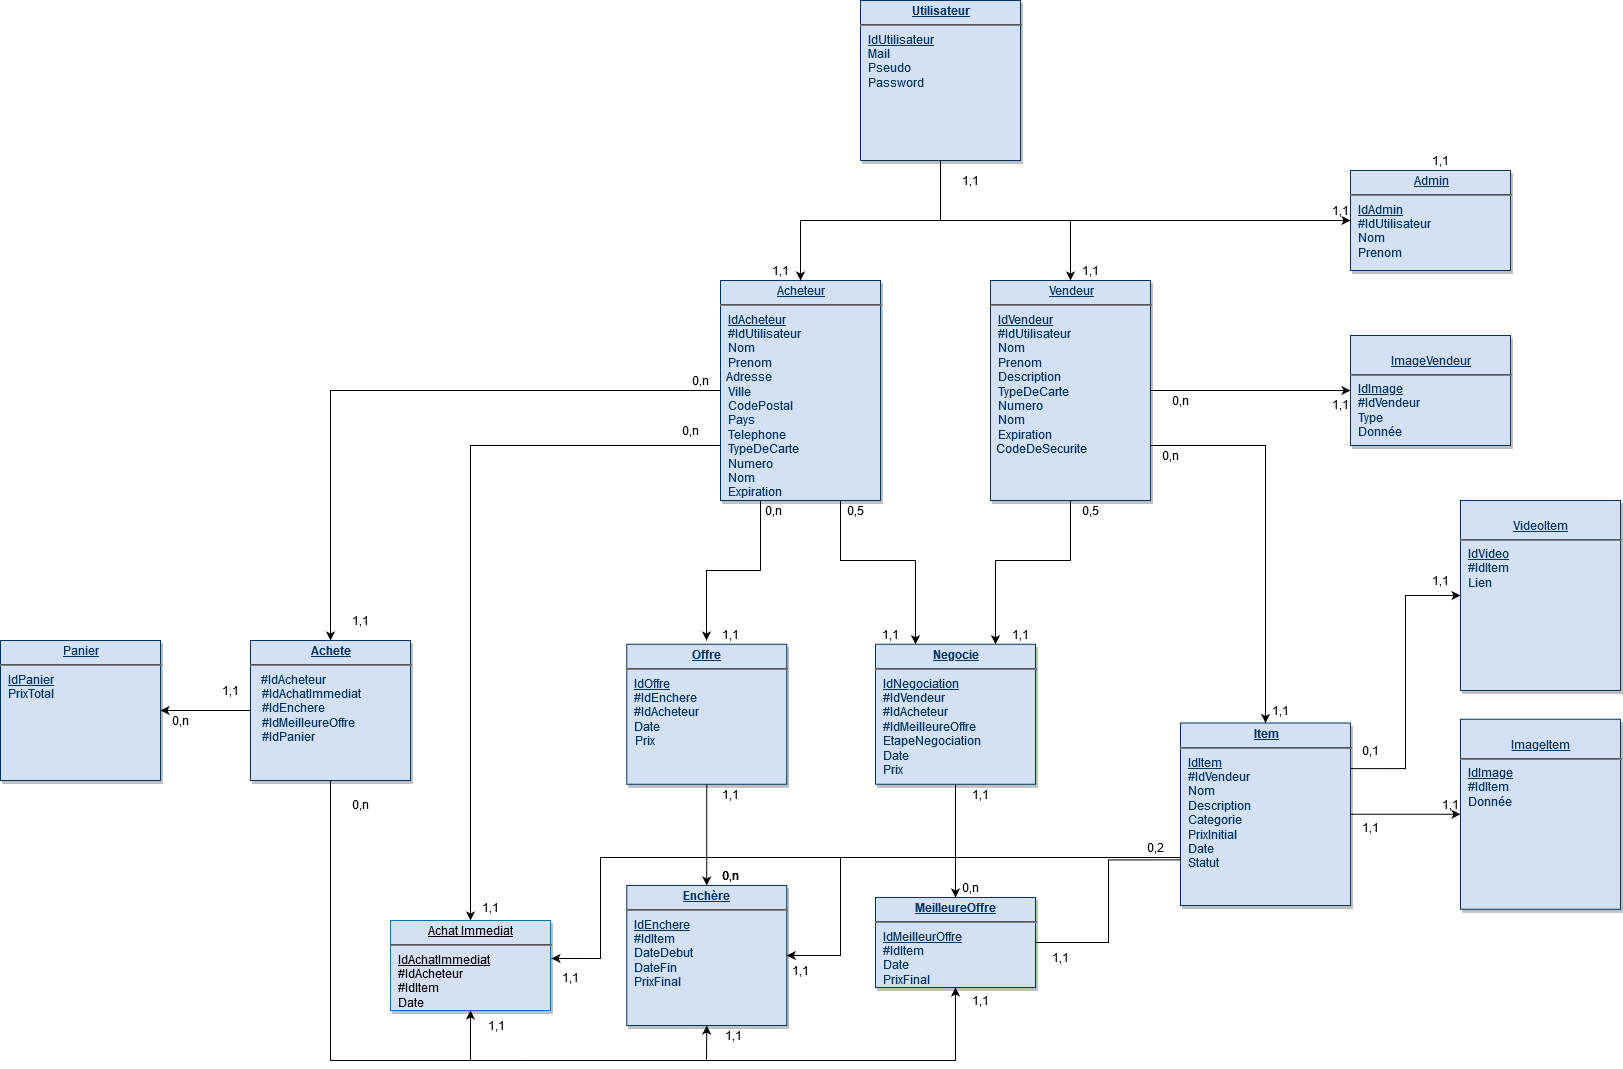 Utilisateur
IdUtilisateur
Mail
Pseudo
Password
1,1
1,1
Admin
1,1
IdAdmin
#IdUtilisateur
Nom
Prenom
1,1
Acheteur
IdAcheteur
#IdUtilisateur
Nom
Prenom
Adresse
Ville
CodePostal
Pays
Telephone
TypeDeCarte
Numero
Nom
Expiration
1,1
Vendeur
IdVendeur
#IdUtilisateur
Nom
Prenom
Description
TypeDeCarte
Numero
Nom
Expiration
CodeDeSecurite
ImageVendeur
IdImage
#IdVendeur
Type
Donnée
0,n
1,1
0,n
0,n
0,n
0,n
0,5
0,5
VideoItem
IdVideo
#IdItem
Lien
1,1
1,1
1,1
1,1
1,1
Panier
IdPanier
PrixTotal
1,1
0,n
Achete
#IdAcheteur
#IdAchatImmediat
#IdEnchere
#IdMeilleureOffre
#IdPanier
0,n
Offre
IdOffre
#IdEnchere
#IdAcheteur
Date
Prix
1,1
Negocie
IdNegociation
#IdVendeur
#IdAcheteur
#IdMeilleureOffre
EtapeNegociation
Date
Prix
1,1
1,1
Item
IdItem
#IdVendeur
Nom
Description
Categorie
PrixInitial
Date
Statut
0,1
1,1
1,1
ImageItem
IdImage
#IdItem
Donnée
0,2
1,1
Achat Immediat
IdAchatImmediat
#IdAcheteur
#IdItem
Date
1,1
1,1
0,n
Enchère
IdEnchere
#IdItem
DateDebut
DateFin
PrixFinal
1,1
1,1
0,n
MeilleureOffre
IdMeilleurOffre
#IdItem
Date
PrixFinal
1,1
1,1